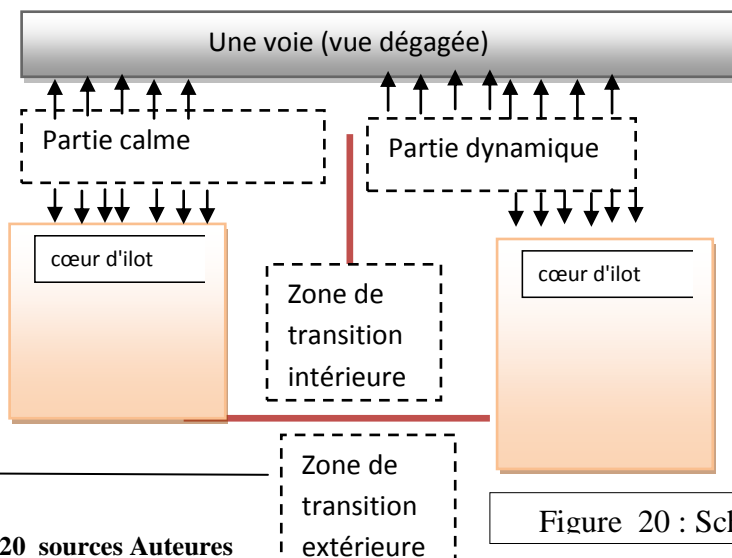 Une voie (vue dégagée)
Partie calme
Partie dynamique
cœur d'ilot
cœur d'ilot
Zone de
transition
intérieure
Zone de
transition
extérieure
Figure 20 : Scl
20 sources Auteures